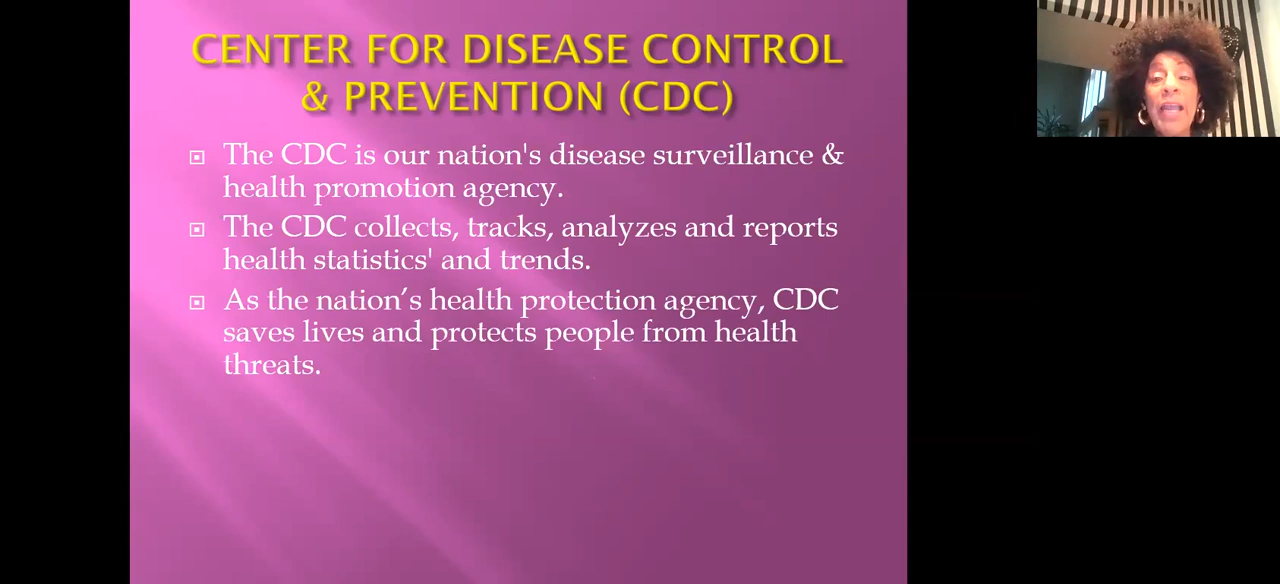 CENTER FOR DISEASE CONTROL
& PREVENTION (CDC)
The CDC is our nation's disease surveillance &
health promotion agency.
The CDC collects, tracks, analyzes and reports
health statistics' and trends.
As the nation’s health protection agency, CDC
saves lives and protects people from health
threats.